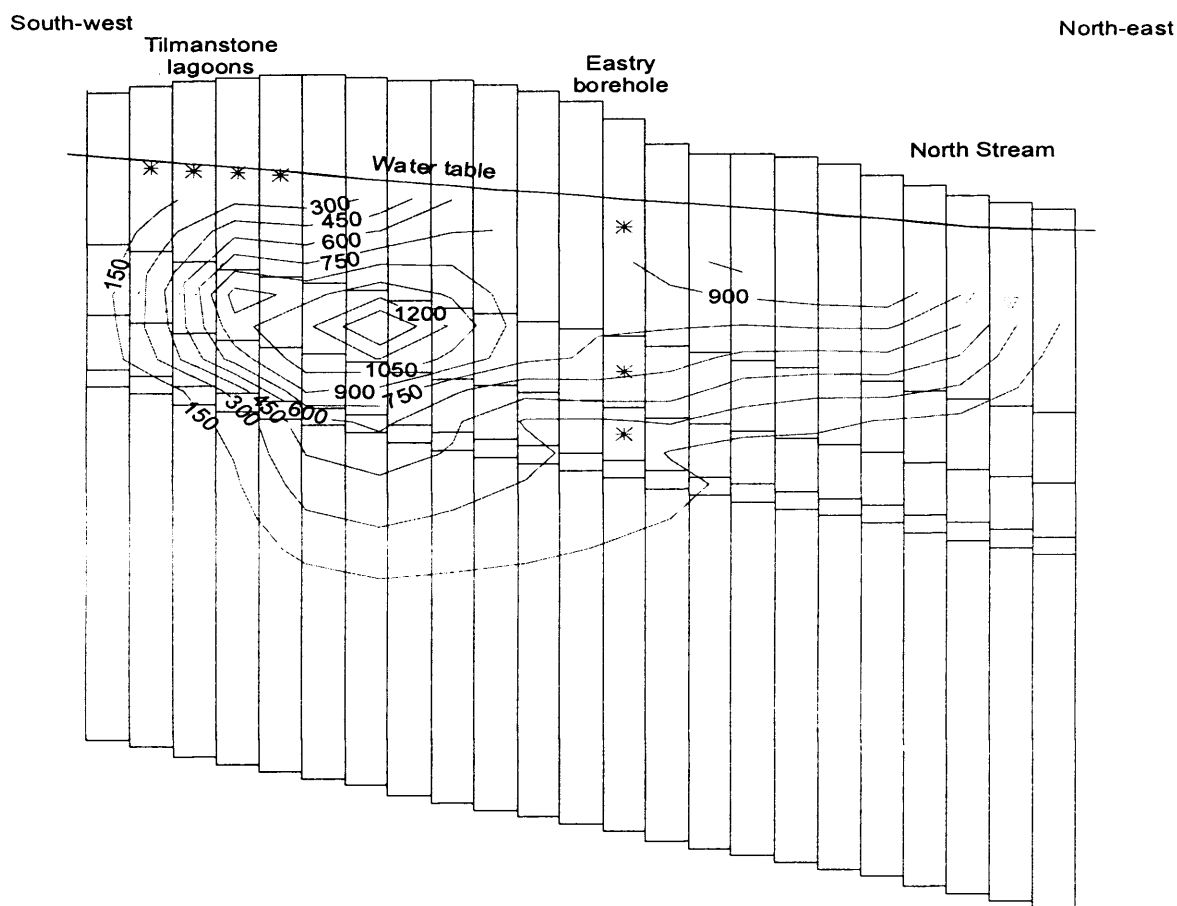 South-west
North-east
Tilmanstone
lagoons
Eastry
borehole
North Stream
Water table
300
450
600
750
150
900
1200
1050
900
750
600
450
300
150